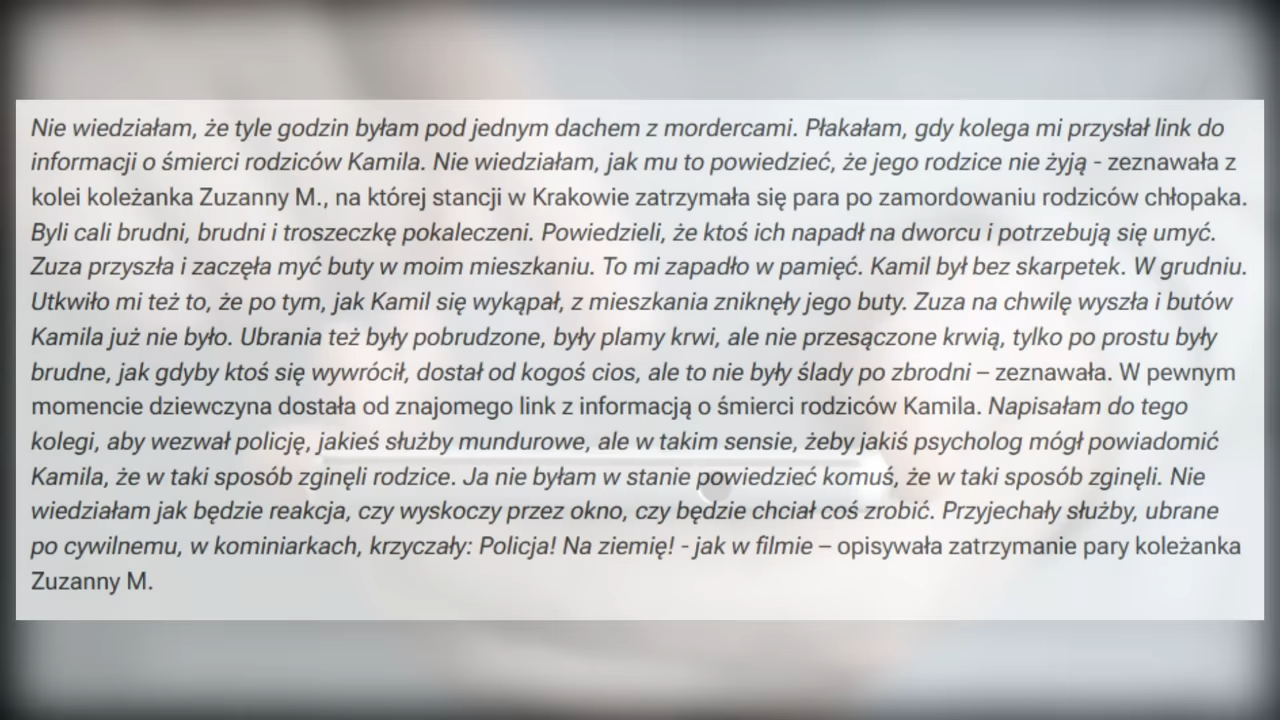 Nie wiedziałam, że tyle godzin byłam pod jednym dachem z mordercami. Płakałam, gdy kolega mi przysłał link do
informacji o śmierci rodziców Kamila. Nie wiedziałam, jak mu to powiedzieć, że jego rodzice nie żyją - zeznawała z
kolei koleżanka Zuzanny M., na której stancji w Krakowie zatrzymała się para po zamordowaniu rodziców chłopaka.
Byli cali brudni, brudni i troszeczkę pokaleczeni. Powiedzieli, że ktoś ich napadł na dworcu i potrzebują się umyć.
Zuza przyszła i zaczęła myć buty w moim mieszkaniu. To mi zapadło w pamięć. Kamil był bez skarpetek. W grudniu.
Utkwiło mi też to, że po tym, jak Kamil się wykąpał, z mieszkania zniknęły jego buty. Zuza na chwilę wyszła i butów
Kamila już nie było. Ubrania też były pobrudzone, były plamy krwi, ale nie przesączone krwią, tylko po prostu były
brudne, jak gdyby ktoś się wywrócił, dostał od kogoś cios, ale to nie były ślady po zbrodni – zeznawała. W pewnym
momencie dziewczyna dostała od znajomego link z informacją o śmierci rodziców Kamila. Napisałam do tego
kolegi, aby wezwał policję, jakieś służby mundurowe, ale w takim sensie, żeby jakiś psycholog mógł powiadomić
Kamila, że w taki sposób zginęli rodzice. Ja nie byłam w stanie powiedzieć komuś, że w taki sposób zginęli. Nie
wiedziałam jak będzie reakcja, czy wyskoczy przez okno, czy będzie chciał coś zrobić. Przyjechały służby, ubrane
po cywilnemu, w kominiarkach, krzyczały: Policja! Na ziemię! - jak w filmie – opisywała zatrzymanie pary koleżanka
Zuzanny M.